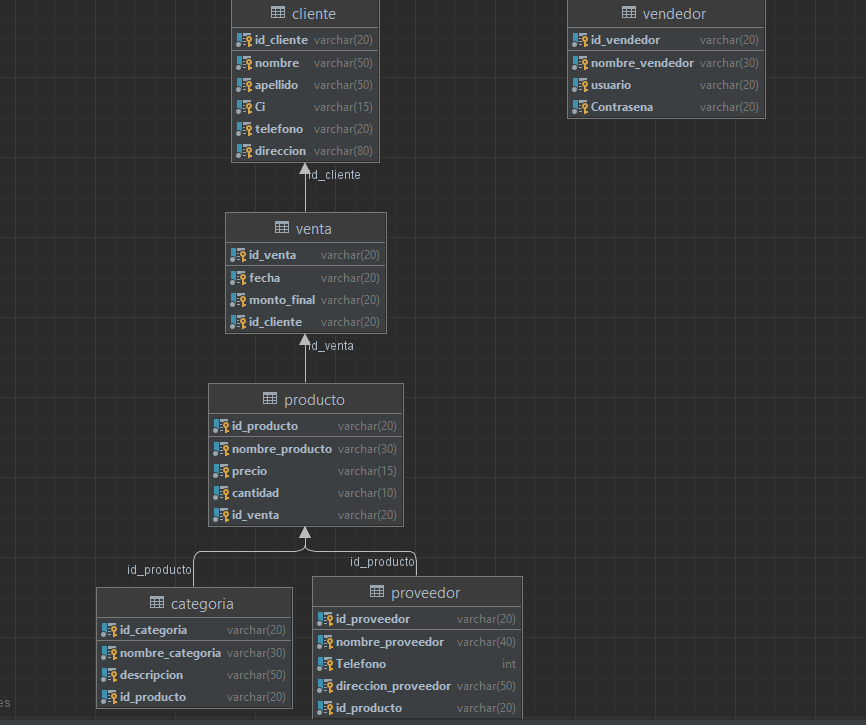 cliente
id_cliente varchar(20)
nombre varchar(50)
apellido varchar(50)
Ci varchar(15)
telefono varchar(20)
direccion varchar(80)
vendedor
id_vendedor varchar(20)
nombre_vendedor varchar(30)
usuario varchar(20)
Contrasena varchar(20)
id_cliente
venta
id_venta varchar(20)
fecha varchar(20)
monto_final varchar(20)
id_cliente varchar(20)
id_venta
producto
id_producto varchar(20)
nombre_producto varchar(30)
precio varchar(15)
cantidad varchar(10)
id_venta varchar(20)
id_producto
id_producto
categoria
id_categoria varchar(20)
nombre_categoria varchar(30)
descripcion varchar(50)
id_producto varchar(20)
proveedor
id_proveedor varchar(20)
nombre_proveedor varchar(40)
Telefono int
direccion_proveedor varchar(50)
id_producto varchar(20)